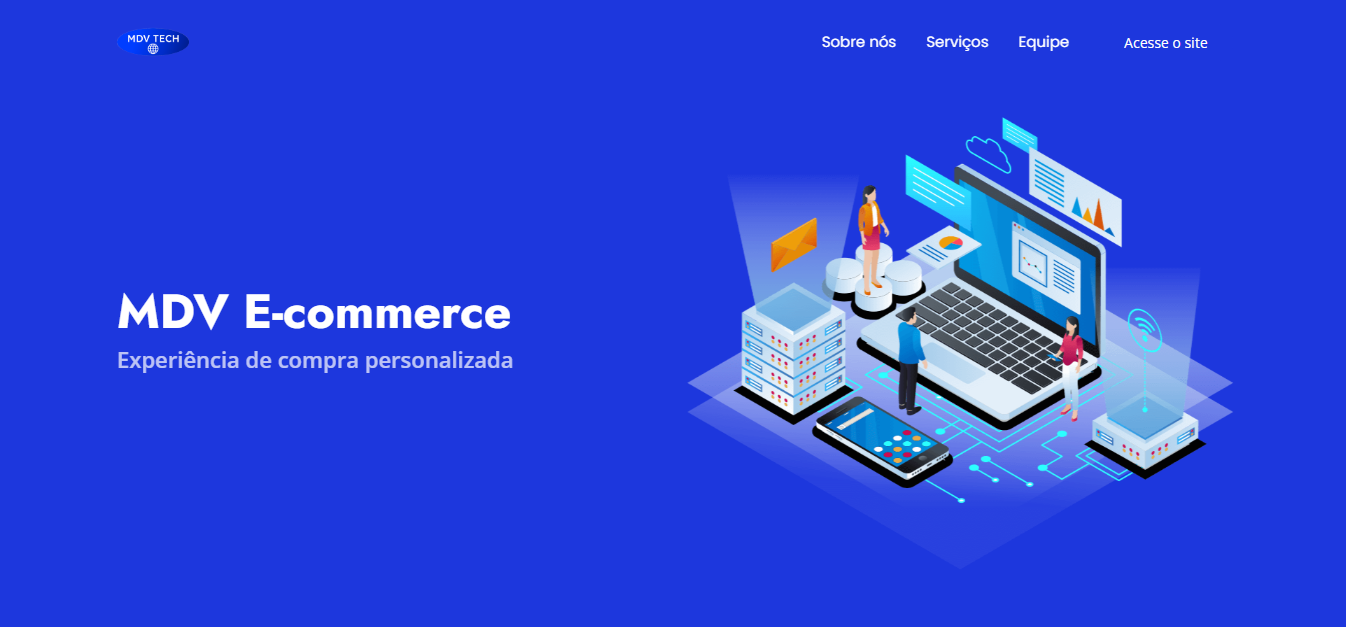 MDV TECH
Sobre nós Serviços Equipe Acesse o site
MDV E-commerce
Experiência de compra personalizada